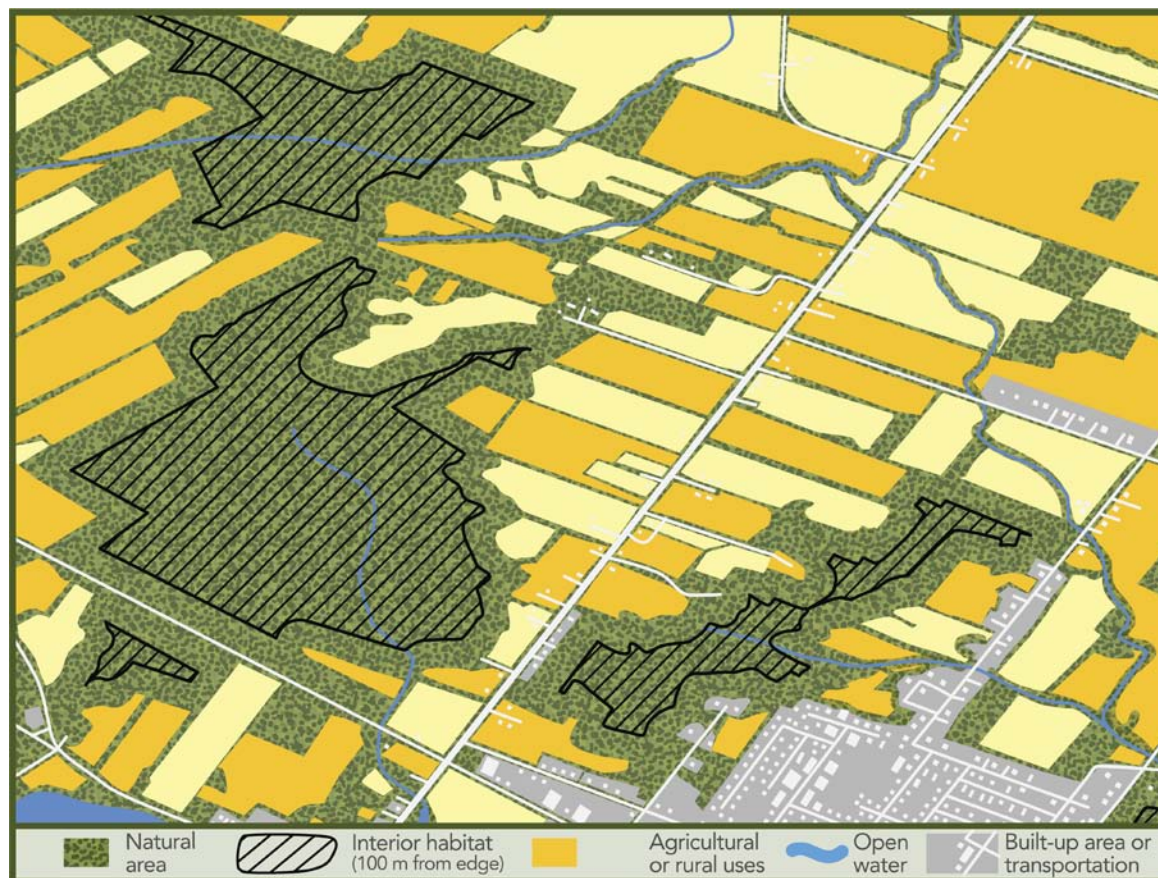 Natural
area
Interior habitat
(100 m from edge)
Agricultural
or rural uses
Open
water
Built-up area or
transportation